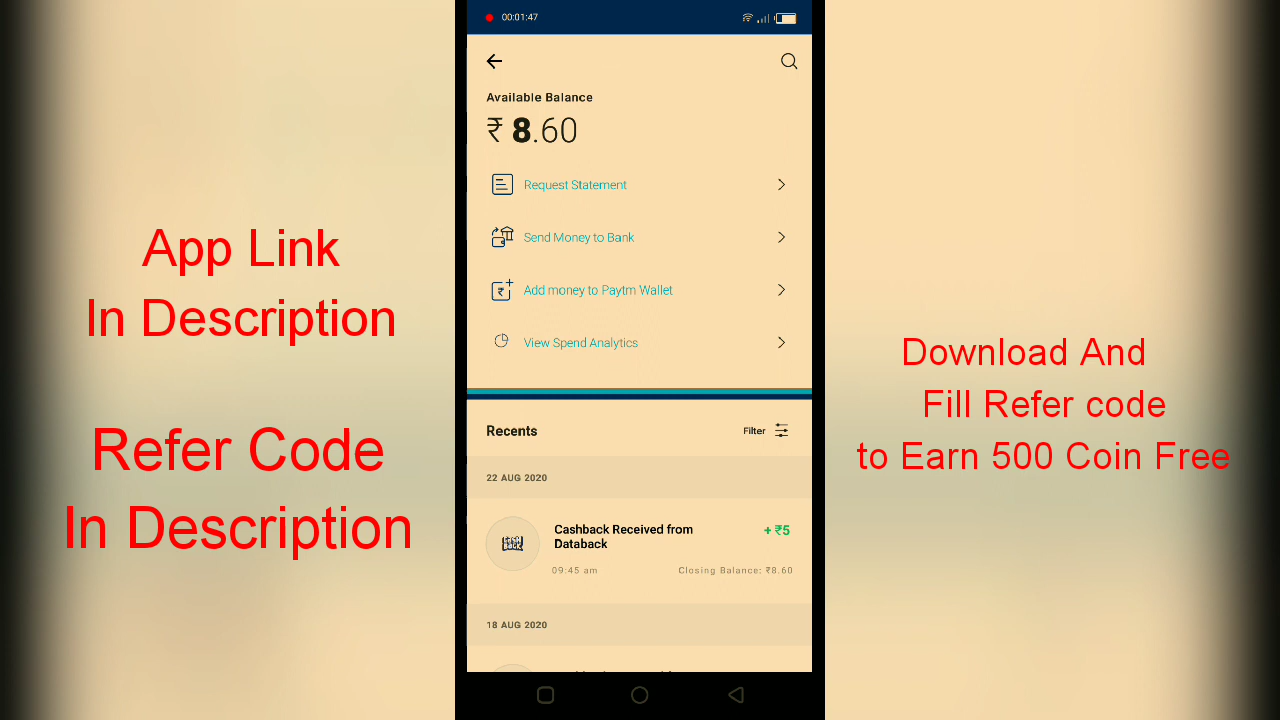 App Link
In Description
Refer Code
In Description
00:01:47
Available Balance
₹ 8.60
Request Statement
Send Money to Bank
Add money to Paytm Wallet
View Spend Analytics
Recents
Filter
22 AUG 2020
Cashback Received from
Databack
+ ₹5
09:45 am
Closing Balance: ₹8.60
18 AUG 2020
Download And
Fill Refer code
to Earn 500 Coin Free